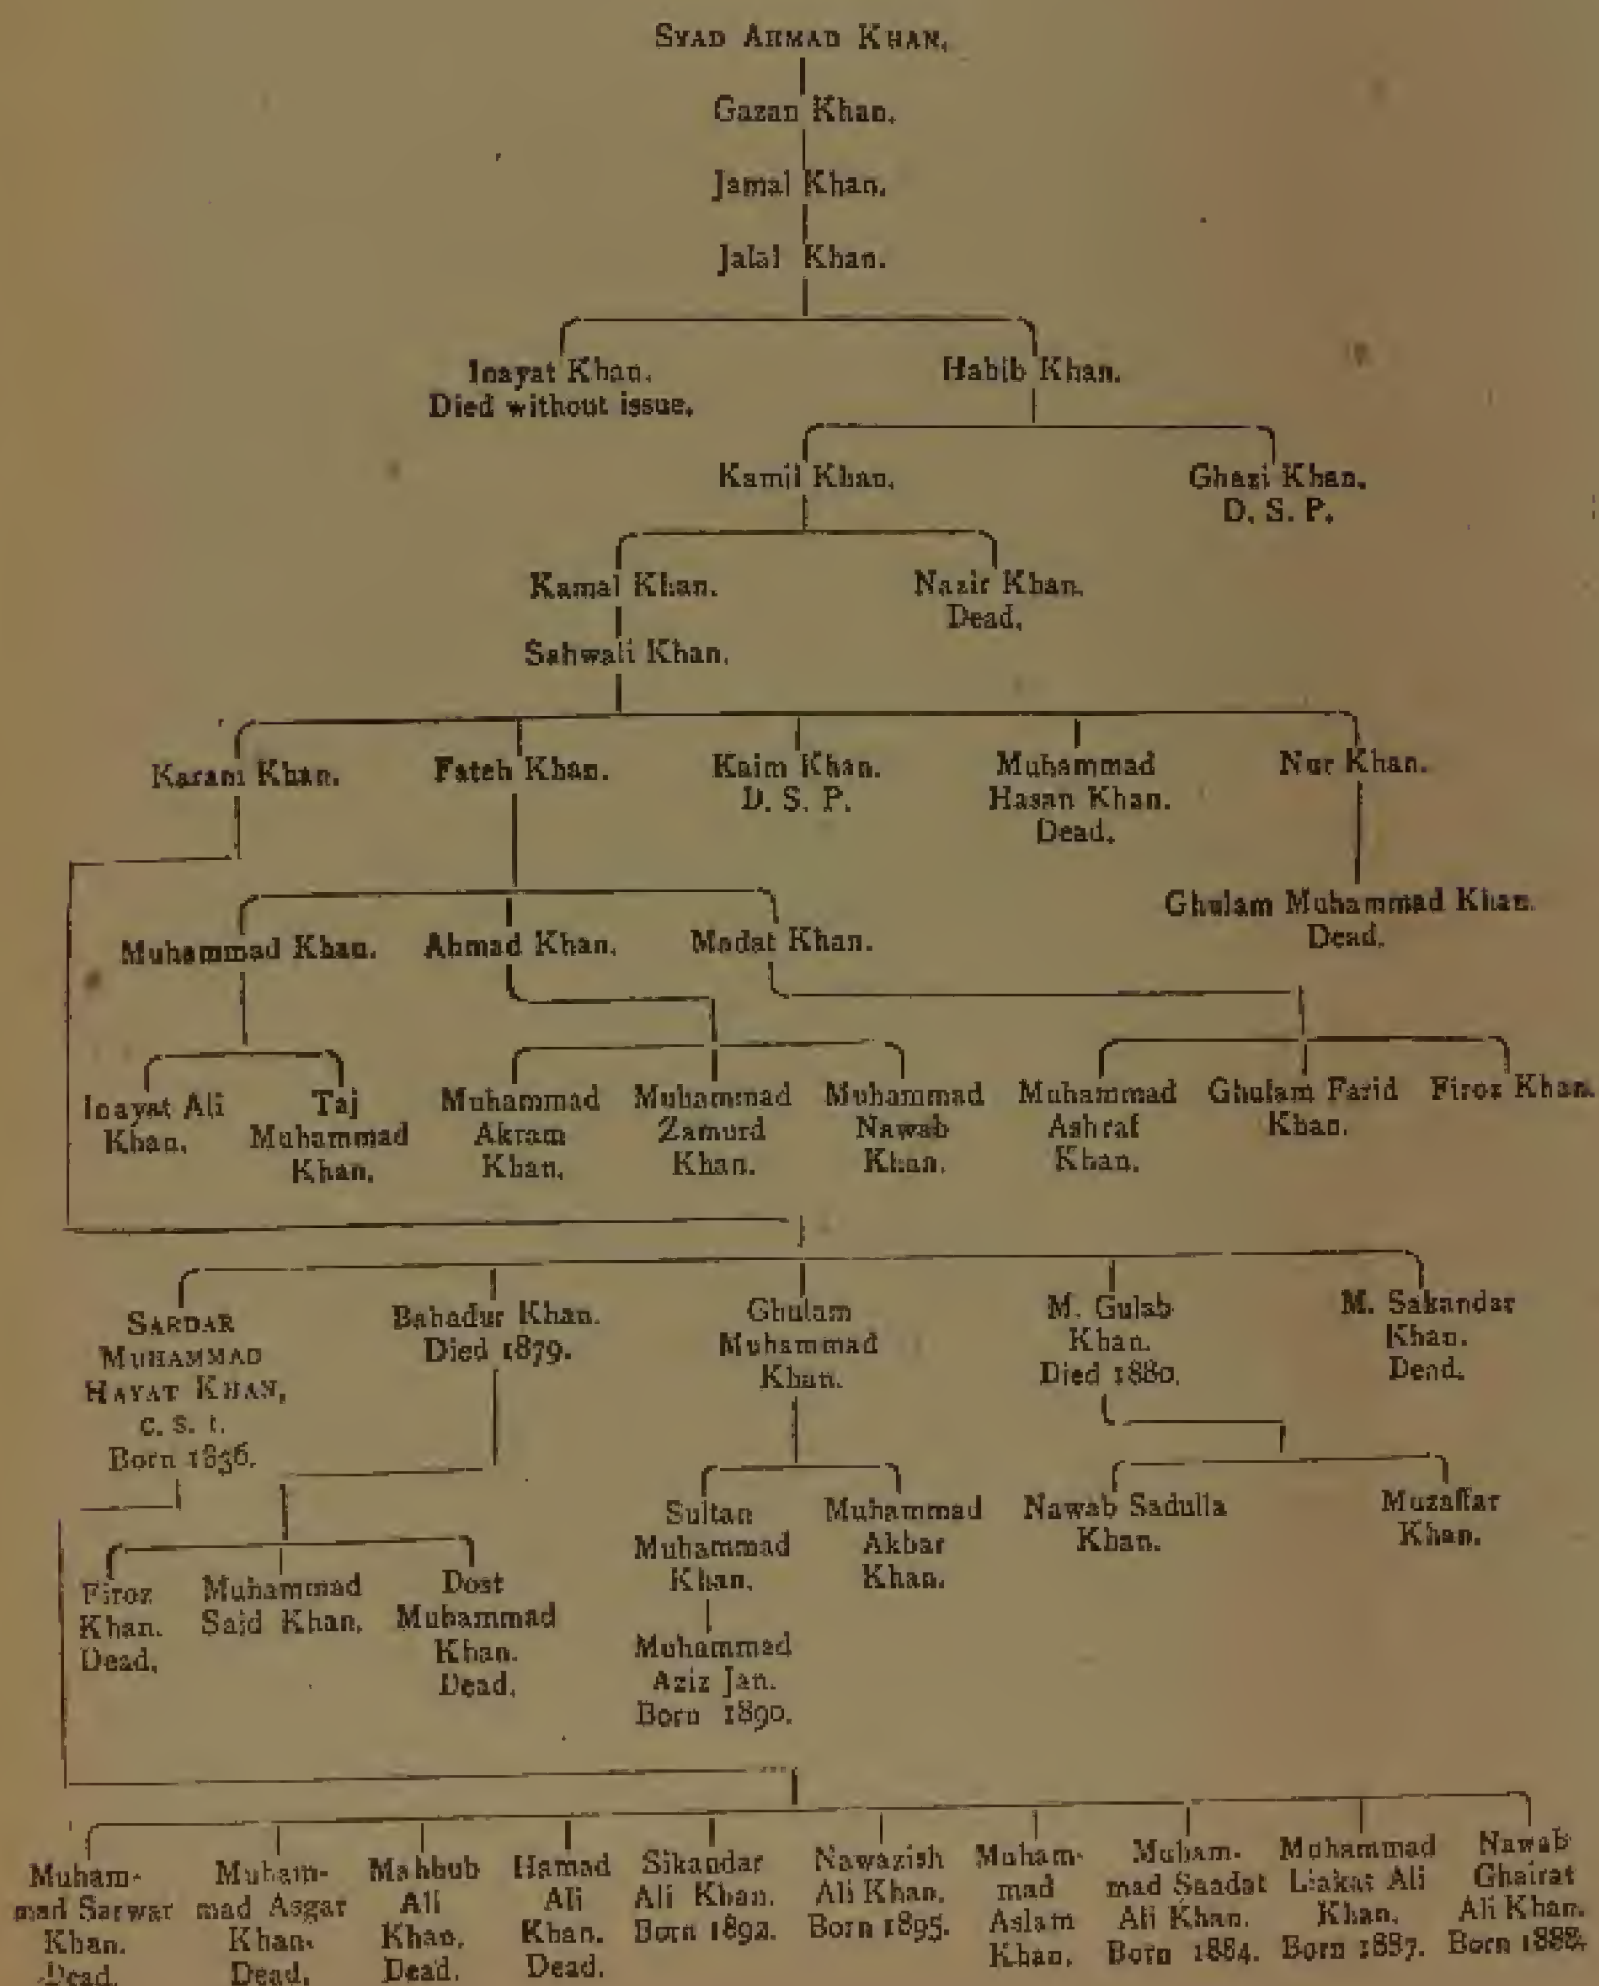 SYAD AHMAD KHAN.
Gazan Khan.
Jamal Khan.
Jalal Khan.
Inayat Khan.
Died without issue.
Habib Khan.
Kamil Khan.
Ghazi Khan.
D. S. P.
Kamal Khan.
Nazir Khan.
Dead.
Sahwali Khan.
Karam Khan.
Fateh Khan.
Kaim Khan.
D. S. P.
Muhammad
Hasan Khan.
Dead.
Nur Khan.
Ghulam Muhammad Khan.
Dead.
Muhammad Khan.
Ahmad Khan.
Madat Khan.
Inayat Ali
Khan.
Taj
Muhammad
Khan.
Muhammad
Akram
Khan.
Muhammad
Zamurd
Khan.
Muhammad
Nawab
Khan.
Muhammad
Ashraf
Khan.
Ghulam Farid
Khan.
Firoz Khan.
SARDAR
MUHAMMAD
HAYAT KHAN,
C. S. I.
Born 1836.
Bahadur Khan.
Died 1879.
Ghulam
Muhammad
Khan.
M. Gulab
Khan.
Died 1880.
M. Sakandar
Khan.
Dead.
Firoz
Khan.
Dead.
Muhammad
Said Khan.
Dost
Muhammad
Khan.
Dead.
Sultan
Muhammad
Khan.
Muhammad
Akbar
Khan.
Nawab Sadulla
Khan.
Muzaffar
Khan.
Muhammad
Aziz Jan.
Born 1890.
Muham-
mad Sarwar
Khan.
Dead.
Muham-
mad Asgar
Khan.
Dead.
Mahbub
Ali
Khan.
Dead.
Hamad
Ali
Khan.
Dead.
Sikandar
Ali Khan.
Born 1892.
Nawazish
Ali Khan.
Born 1895.
Muham-
mad
Aslam
Khan.
Muham-
mad Saadat
Ali Khan.
Born 1884.
Muhammad
Liakat Ali
Khan.
Born 1887.
Nawab
Ghairat
Ali Khan.
Born 1888.